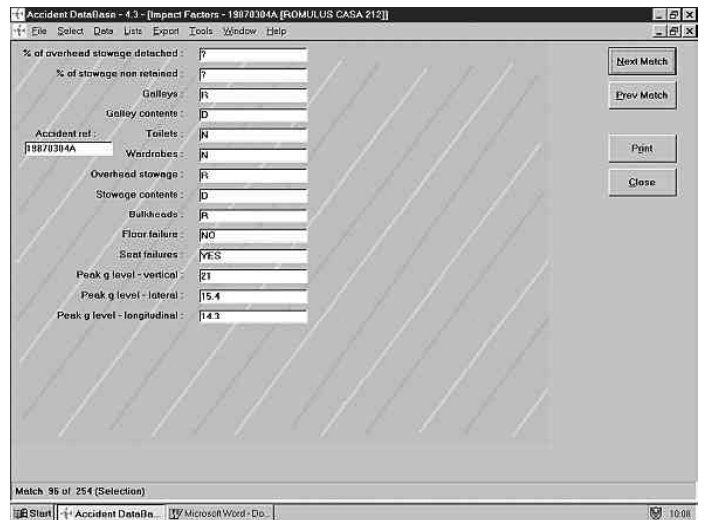 Accident DataBase - 4.3 - [Impact Factors - 19870304A [ROMULUS CASA 212]]
File Select Data Lists Export Tools Window Help
% of overhead stowage detached : ?
% of stowage non retained : ?
Galleys : R
Galley contents : D
Accident ref :
19870304A
Toilets : N
Wardrobes : N
Overhead stowage : R
Stowage contents : D
Bulkheads : R
Floor failure : NO
Seat failures : YES
Peak g level - vertical : 21
Peak g level - lateral : 15.4
Peak g level - longitudinal : 14.3
Next Match
Prev Match
Print
Close
Match 95 of 254 (Selection)
Start Accident DataBa... Microsoft Word - Do... 10:08